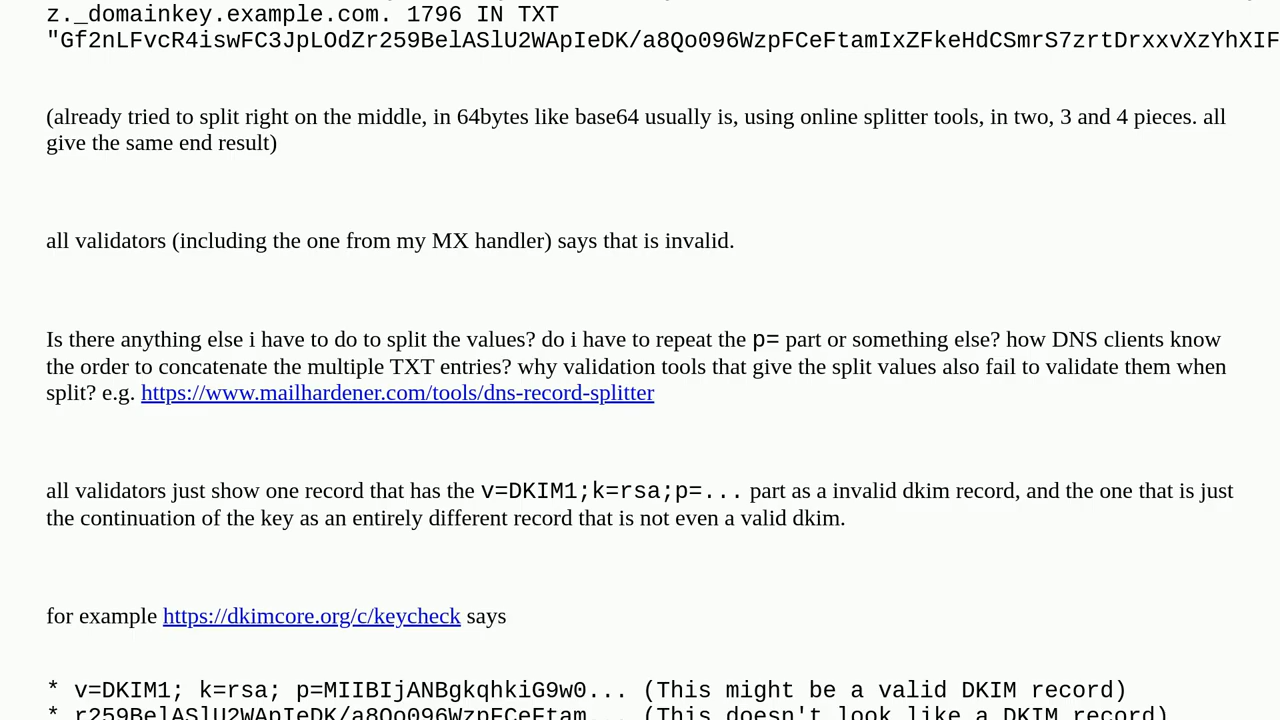 z._domainkey.example.com. 1796 IN TXT
"Gf2nLFvcR4iswFC3JpLOdZr259BelASlU2WApIeDK/a8Qo096WzpFCeFtamIxZFkeHdCSmrS7zrtDrxxvXzYhXIF
(already tried to split right on the middle, in 64bytes like base64 usually is, using online splitter tools, in two, 3 and 4 pieces. all
give the same end result)
all validators (including the one from my MX handler) says that is invalid.
Is there anything else i have to do to split the values? do i have to repeat the p= part or something else? how DNS clients know
the order to concatenate the multiple TXT entries? why validation tools that give the split values also fail to validate them when
split? e.g. https://www.mailhardener.com/tools/dns-record-splitter
all validators just show one record that has the v=DKIM1;k=rsa;p=... part as a invalid dkim record, and the one that is just
the continuation of the key as an entirely different record that is not even a valid dkim.
for example https://dkimcore.org/c/keycheck says
* v=DKIM1; k=rsa; p=MIIBIjANBgkqhkiG9w0... (This might be a valid DKIM record)
* r259BelASlU2WApIeDK/a8Qo096WzpFCeFtam... (This doesn't look like a DKIM record)